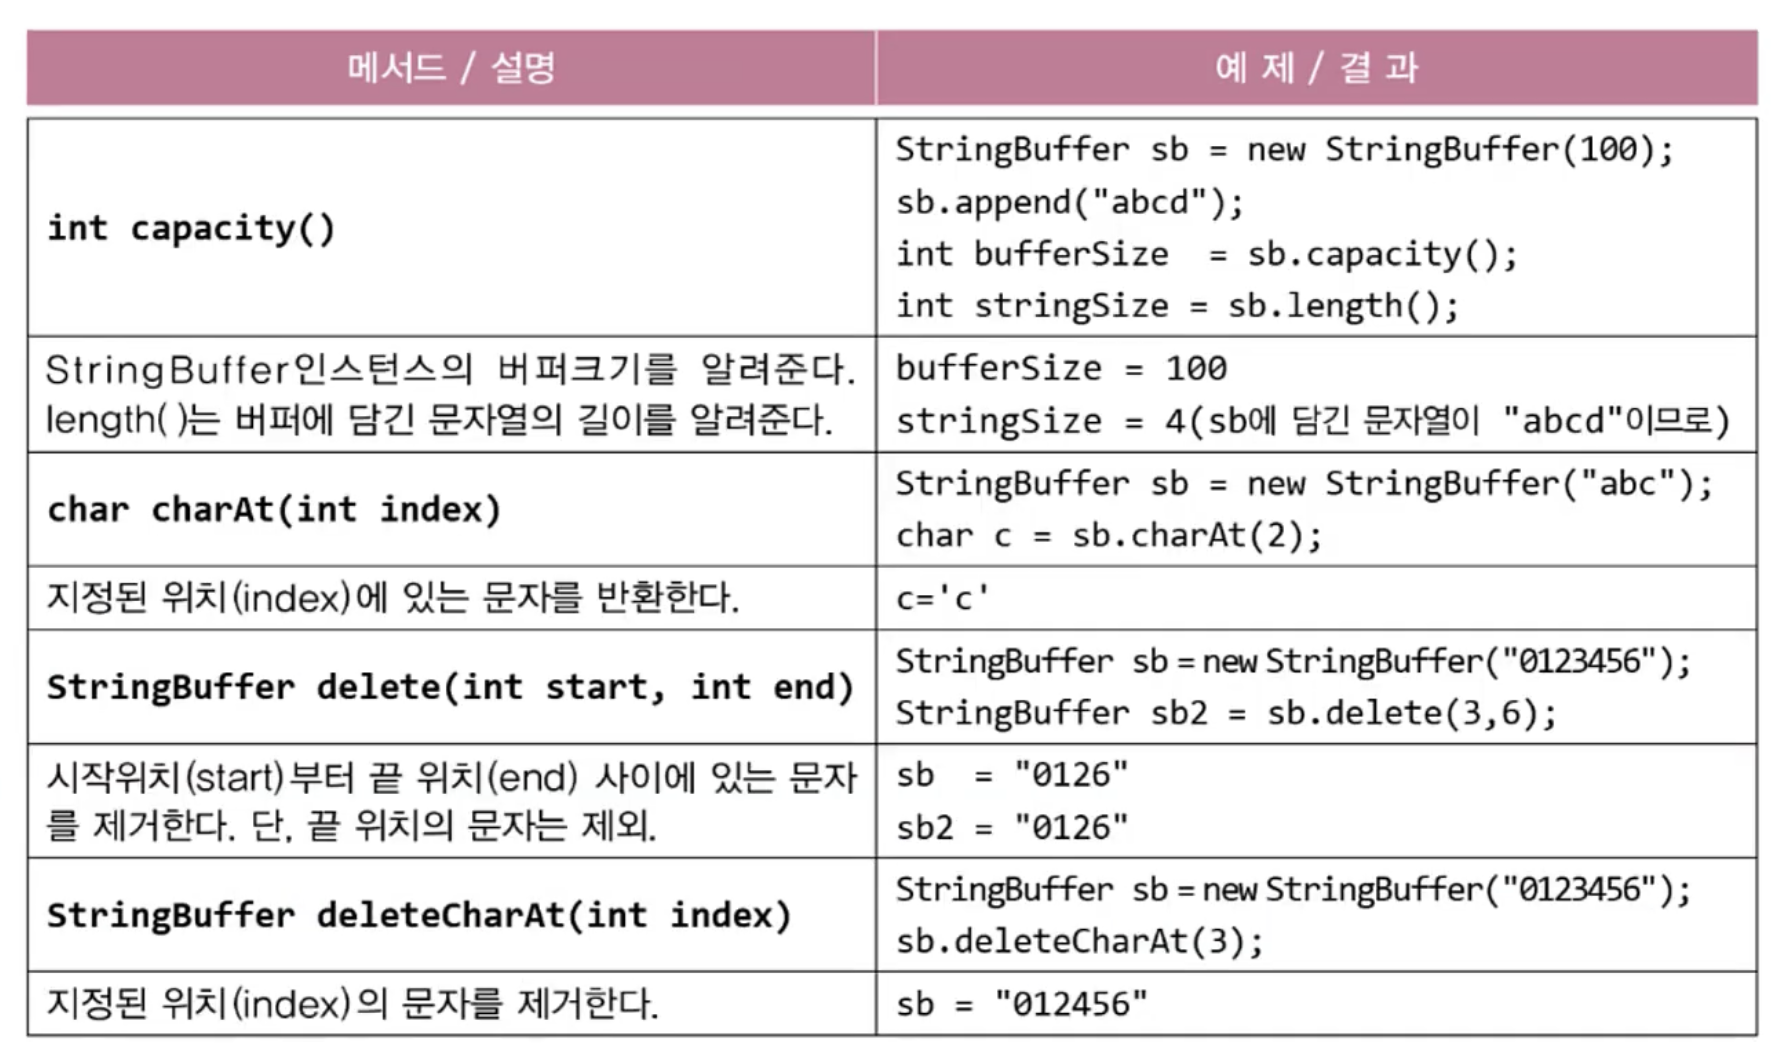 메서드 / 설명
예 제 / 결 과
int capacity()
StringBuffer sb = new StringBuffer(100);
sb.append("abcd");
int bufferSize  = sb.capacity();
int stringSize = sb.length();
StringBuffer인스턴스의 버퍼크기를 알려준다.
length( )는 버퍼에 담긴 문자열의 길이를 알려준다.
bufferSize = 100
stringSize = 4(sb에 담긴 문자열이 "abcd"이므로)
char charAt(int index)
StringBuffer sb = new StringBuffer("abc");
char c = sb.charAt(2);
지정된 위치(index)에 있는 문자를 반환한다.
c='c'
StringBuffer delete(int start, int end)
StringBuffer sb = new StringBuffer("0123456");
StringBuffer sb2 = sb.delete(3,6);
시작위치(start)부터 끝 위치(end) 사이에 있는 문자
를 제거한다. 단, 끝 위치의 문자는 제외.
sb  = "0126"
sb2 = "0126"
StringBuffer deleteCharAt(int index)
StringBuffer sb = new StringBuffer("0123456");
sb.deleteCharAt(3);
지정된 위치(index)의 문자를 제거한다.
sb = "012456"